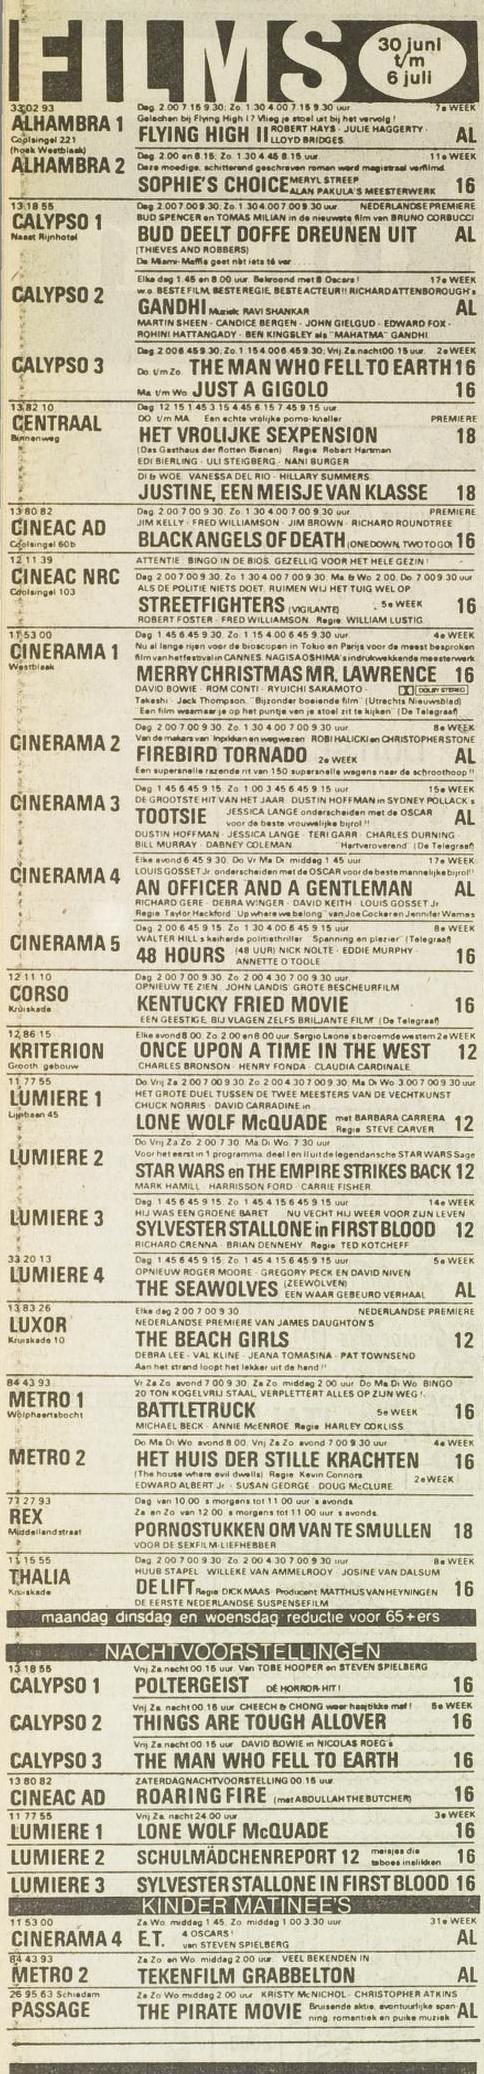 FILMS
30 juni
t/m
6 juli
33 02 93
ALHAMBRA 1
Coolsingel 221
(hoek Westblaak)
Dag. 2.00 7.15 9.30; Zo. 1.30 4.00 7.15 9.30 uur 7e WEEK
Gelachen bij Flying High I? Vlieg je stoel uit bij het vervolg!
FLYING HIGH II ROBERT HAYS - JULIE HAGGERTY - LLOYD BRIDGES AL
ALHAMBRA 2
Dag. 2.00 en 8.15; Zo. 1.30 4.45 8.15 uur. 11e WEEK
Deze moedige, schitterend geschreven roman werd magistraal verfilmd.
SOPHIE'S CHOICE MERYL STREEP ALAN PAKULA'S MEESTERWERK 16
13 18 55
CALYPSO 1
Naast Rijnhotel
Dag. 2.00 7.00 9.30; Zo. 1.30 4.00 7.00 9.30 uur. NEDERLANDSE PREMIERE
BUD SPENCER en TOMAS MILIAN in de nieuwste film van BRUNO CORBUCCI
BUD DEELT DOFFE DREUNEN UIT AL
(THIEVES AND ROBBERS)
De Miami-Maffia geet nbt iets té ver
CALYPSO 2
Elke dag 1.45 en 8.00 uur. Bekroond met 8 Oscars! 17e WEEK
w.o. BESTE FILM, BESTE REGIE, BESTE ACTEUR!! RICHARD ATTENBOROUGH's
GANDHI Muziek RAVI SHANKAR AL
MARTIN SHEEN - CANDICE BERGEN - JOHN GIELGUD - EDWARD FOX -
ROHINI HATTANGADY - BEN KINGSLEY als "MAHATMA" GANDHI
CALYPSO 3
Dag. 2.00 6.45 9.30; Zo. 1.15 4.00 6.45 9.30; Vrij Za nacht 00.15 uur. 2e WEEK
Do. t/m Zo. THE MAN WHO FELL TO EARTH 16
Ma. t/m Wo. JUST A GIGOLO 16
13 82 10
CENTRAAL
Binnenweg
Dag. 12.15 1.45 3.15 4.45 6.15 7.45 9.15 uur
DO. t/m MA. Een echte vrolijke porno-knaller PREMIERE
HET VROLIJKE SEXPENSION 18
(Das Gasthaus der flotten Bienen) Regie Robert Hartman
EDI BIERLING - ULI STEIGBERG - NANI BURGER
DI & WOE. VANESSA DEL RIO - HILLARY SUMMERS
JUSTINE, EEN MEISJE VAN KLASSE 18
13 80 82
CINEAC AD
Coolsingel 60b
Dag. 2.00 7.00 9.30; Zo. 1.30 4.00 7.00 9.30 uur. PREMIERE
JIM KELLY - FRED WILLIAMSON - JIM BROWN - RICHARD ROUNDTREE
BLACK ANGELS OF DEATH (ONE DOWN, TWO TO GO) 16
12 11 39
CINEAC NRC
Coolsingel 103
ATTENTIE: BINGO IN DE BIOS. GEZELLIG VOOR HET HELE GEZIN!
Dag. 2.00 7.00 9.30; Zo. 1.30 4.00 7.00 9.30; Ma. & Wo. 2.00; Do. 7.00 9.30 uur
ALS DE POLITIE NIETS DOET, RUIMEN WIJ HET TUIG WEL OP
STREETFIGHTERS (VIGILANTE) 5e WEEK 16
ROBERT FOSTER - FRED WILLIAMSON. Regie: WILLIAM LUSTIG
11 53 00
CINERAMA 1
Westblaak
Dag. 1.45 6.45 9.30; Zo. 1.15 4.00 6.45 9.30 uur 4e WEEK
Nu al lange rijen voor de bioscopen in Tokio en Parijs voor de meest besproken
film van het festival in CANNES. NAGISA OSHIMA's indrukwekkende meesterwerk
MERRY CHRISTMAS MR. LAWRENCE 16
DAVID BOWIE - ROM CONTI - RYUICHI SAKAMOTO - DOLBY STEREO
Takeshi - Jack Thompson. "Bijzonder boeiende film" (Utrechts Nieuwsblad)
"Een film waarnaar je op het puntje van je stoel zit te kijken" (De Telegraaf)
CINERAMA 2
Dag. 2.00 7.00 9.30; Zo. 1.30 4.00 7.00 9.30 uur 8e WEEK
Van de makers van Inpikken en wegwezen ROBI HALICKI en CHRISTOPHER STONE
FIREBIRD TORNADO 2e WEEK AL
Een supersnelle razende rit van 150 supersnelle wagens naar de schroothoop!!
CINERAMA 3
Dag. 1.45 6.45 9.15; Zo. 1.00 3.45 6.45 9.15 uur 15e WEEK
DE GROOTSTE HIT VAN HET JAAR DUSTIN HOFFMAN in SYDNEY POLLACK's
TOOTSIE JESSICA LANGE onderscheiden met de OSCAR voor de beste vrouwelijke bijrol!! AL
DUSTIN HOFFMAN - JESSICA LANGE - TERI GARR - CHARLES DURNING -
BILL MURRAY - DABNEY COLEMAN "Hartveroverend" (De Telegraaf)
CINERAMA 4
Elke avond 6.45 9.30. Do Vr Ma Di middag 1.45 uur. 17e WEEK
LOUIS GOSSET Jr. onderscheiden met de OSCAR voor de beste mannelijke bijrol!!
AN OFFICER AND A GENTLEMAN AL
RICHARD GERE - DEBRA WINGER - DAVID KEITH - LOUIS GOSSET Jr
Regie Taylor Hackford "Up where we belong" van Joe Cocker en Jennifer Warnes
CINERAMA 5
Dag. 2.00 6.45 9.15; Zo. 1.30 4.00 6.45 9.15 uur. 8e WEEK
WALTER HILL's keiharde politiethriller "Spanning en plezier" (Telegraaf)
48 HOURS (48 UUR) NICK NOLTE - EDDIE MURPHY - ANNETTE O'TOOLE 16
12 11 10
CORSO
Kruiskade
Dag. 2.00 7.00 9.30; Zo. 2.00 4.30 7.00 9.30 uur
OPNIEUW TE ZIEN: JOHN LANDIS' GROTE BESCHEURFILM
KENTUCKY FRIED MOVIE 16
EEN GEESTIGE, BIJ VLAGEN ZELFS BRILJANTE FILM (De Telegraaf)
12 86 15
KRITERION
Grooth. gebouw
Elke avond 8.00. Zo. 2.00 en 8.00 uur. Sergio Leone's beroemde western 2e WEEK
ONCE UPON A TIME IN THE WEST 12
CHARLES BRONSON - HENRY FONDA - CLAUDIA CARDINALE
11 77 55
LUMIERE 1
Lijnbaan 45
Do Vrij Za 2.00 7.00 9.30; Zo. 2.00 4.30 7.00 9.30; Ma Di Wo 3.00 7.00 9.30 uur
HET GROTE DUEL TUSSEN DE TWEE MEESTERS VAN DE VECHTKUNST
CHUCK NORRIS - DAVID CARRADINE in
LONE WOLF McQUADE met BARBARA CARRERA Regie STEVE CARVER 12
LUMIERE 2
Do Vrij Za Zo. 2.00 7.30. Ma Di Wo. 7.30 uur
Voor het eerst in 1 programma, deel I en II uit de legendarische STAR WARS Sage
STAR WARS en THE EMPIRE STRIKES BACK 12
MARK HAMILL - HARRISSON FORD - CARRIE FISHER
LUMIERE 3
Dag. 1.45 6.45 9.15; Zo. 1.45 4.15 6.45 9.15 uur 14e WEEK
HIJ WAS EEN GROENE BARET NU VECHT HIJ WEER VOOR ZIJN LEVEN
SYLVESTER STALLONE in FIRST BLOOD 12
RICHARD CRENNA - BRIAN DENNEHY Regie TED KOTCHEFF
33 20 13
LUMIERE 4
Dag. 1.45 6.45 9.15; Zo. 1.45 4.15 6.45 9.15 uur 5e WEEK
OPNIEUW ROGER MOORE - GREGORY PECK EN DAVID NIVEN
THE SEAWOLVES (ZEEWOLVEN) EEN WAAR GEBEURD VERHAAL AL
13 83 26
LUXOR
Kruiskade 10
Elke dag 2.00 7.00 9.30 NEDERLANDSE PREMIERE
NEDERLANDSE PREMIERE VAN JAMES DAUGHTON'S
THE BEACH GIRLS 12
DEBRA LEE - VAL KLINE - JEANA TOMASINA - PAT TOWNSEND
Aan het strand loopt het lekker uit de hand!!
84 43 93
METRO 1
Wolphaertsbocht
Vr Za Zo avond 7.00 9.30. Za Zo middag 2.00 uur. Do Ma Di Wo BINGO
20 TON KOGELVRIJ STAAL, VERPLETTERT ALLES OP ZIJN WEG!
BATTLETRUCK 5e WEEK 16
MICHAEL BECK - ANNIE McENROE Regie HARLEY COKLISS
METRO 2
Do Ma Di Wo avond 8.00. Vrij Za Zo avond 7.00 9.30 uur 4e WEEK
HET HUIS DER STILLE KRACHTEN 16
(The house where evil dwells) Regie Kevin Connors 2e WEEK
EDWARD ALBERT Jr - SUSAN GEORGE - DOUG McCLURE
77 27 93
REX
Middellandstraat
Dag. van 10.00 's morgens tot 11.00 uur 's avonds
Za en Zo van 12.00 's morgens tot 11.00 uur 's avonds
PORNOSTUKKEN OM VAN TE SMULLEN 18
VOOR DE SEXFILM-LIEFHEBBER
11 15 55
THALIA
Kruiskade
Dag. 2.00 7.00 9.30 Zo. 2.00 4.30 7.00 9.30 uur 8e WEEK
HUUB STAPEL WILLEKE VAN AMMELROOY JOSINE VAN DALSUM
DE LIFT Regie DICK MAAS Producent MATTHIJS VAN HEYNINGEN 16
DE EERSTE NEDERLANDSE SUSPENSEFILM
maandag dinsdag en woensdag reductie voor 65+ers
NACHTVOORSTELLINGEN
13 18 55
CALYPSO 1
Vrij Za nacht 00.15 uur. Van TOBE HOOPER en STEVEN SPIELBERG
POLTERGEIST DÉ HORROR-HIT! 16
CALYPSO 2
Vrij Za nacht 00.15 uur CHEECH & CHONG weer haajtikke maf! 5e WEEK
THINGS ARE TOUGH ALLOVER 16
CALYPSO 3
Vrij Za nacht 00.15 uur DAVID BOWIE in NICOLAS ROEG's
THE MAN WHO FELL TO EARTH 16
13 80 82
CINEAC AD
ZATERDAGNACHTVOORSTELLING 00.15 uur
ROARING FIRE (met ABDULLAH THE BUTCHER) 16
11 77 55
LUMIERE 1
Vrij Za nacht 24.00 uur 3e WEEK
LONE WOLF McQUADE 16
LUMIERE 2
SCHULMÄDCHENREPORT 12 meisjes die taboes inslikken 16
LUMIERE 3
SYLVESTER STALLONE IN FIRST BLOOD 16
KINDER MATINEE'S
11 53 00
CINERAMA 4
Za Wo middag 1.45. Zo middag 1.00 3.30 uur 31e WEEK
E.T. 4 OSCARS! van STEVEN SPIELBERG AL
84 43 93
METRO 2
Za Zo en Wo middag 2.00 uur VEEL BEKENDEN IN
TEKENFILM GRABBELTON AL
26 95 63 Schiedam
PASSAGE
Za Zo Wo middag 2.00 uur KRISTY McNICHOL - CHRISTOPHER ATKINS
THE PIRATE MOVIE Bruisende aktie, avontuurlijke span-
ning, romantiek en puike muziek AL